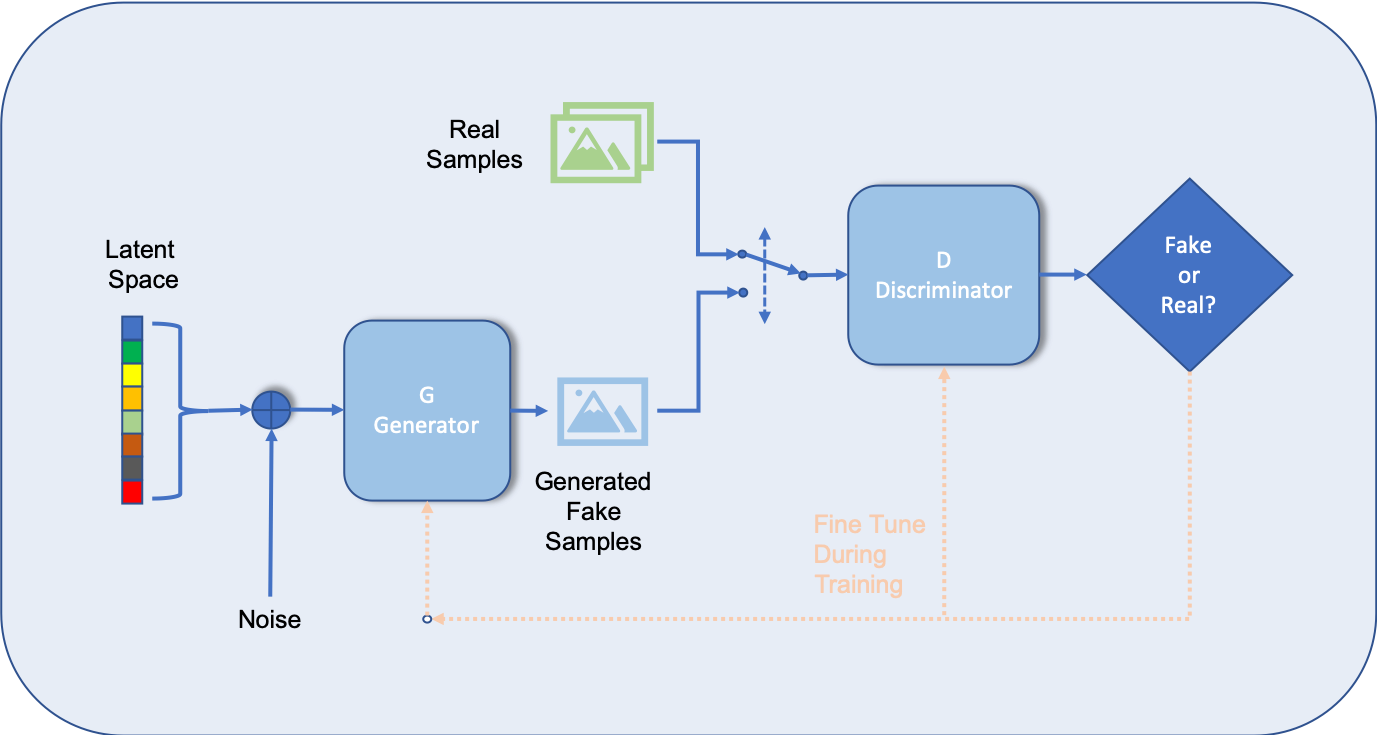 Real
Samples
Latent
Space
D
Discriminator
Fake
or
Real?
G
Generator
Generated
Fake
Samples
Fine Tune
During
Training
Noise